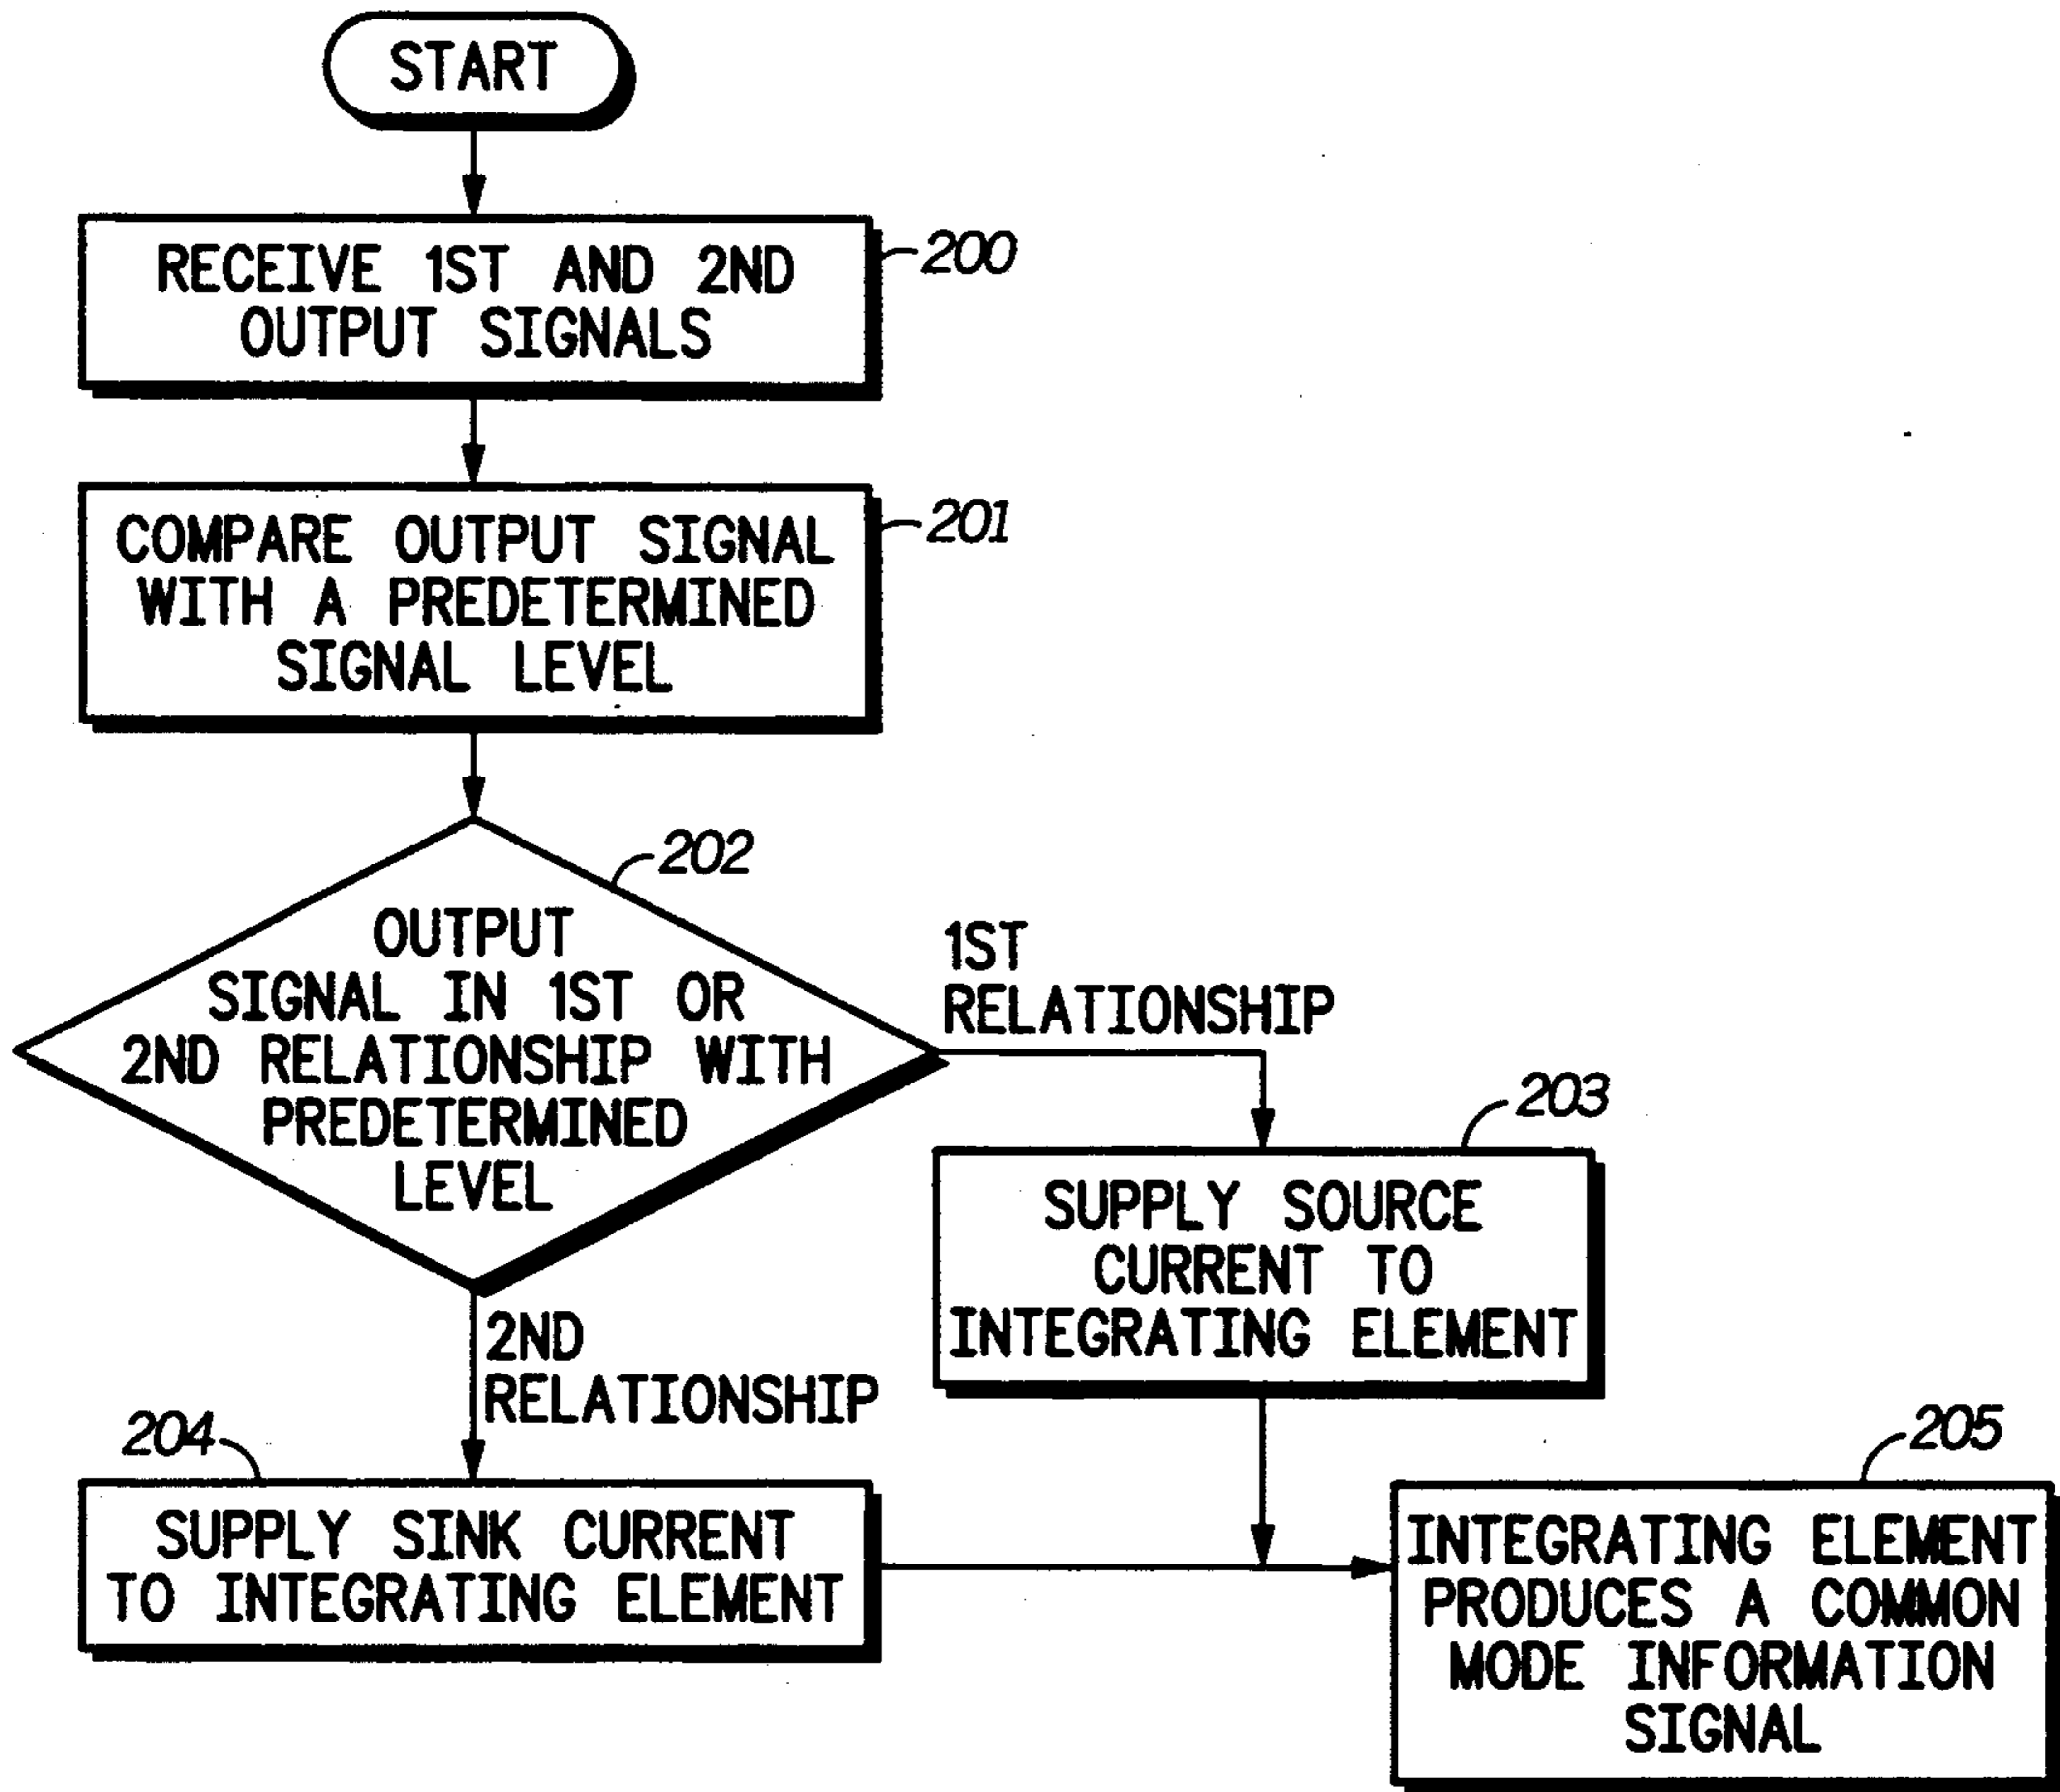 START
RECEIVE 1ST AND 2ND
OUTPUT SIGNALS
200
COMPARE OUTPUT SIGNAL
WITH A PREDETERMINED
SIGNAL LEVEL
201
202
OUTPUT
SIGNAL IN 1ST OR
2ND RELATIONSHIP WITH
PREDETERMINED
LEVEL
1ST
RELATIONSHIP
203
SUPPLY SOURCE
CURRENT TO
INTEGRATING ELEMENT
2ND
RELATIONSHIP
204
SUPPLY SINK CURRENT
TO INTEGRATING ELEMENT
205
INTEGRATING ELEMENT
PRODUCES A COMMON
MODE INFORMATION
SIGNAL